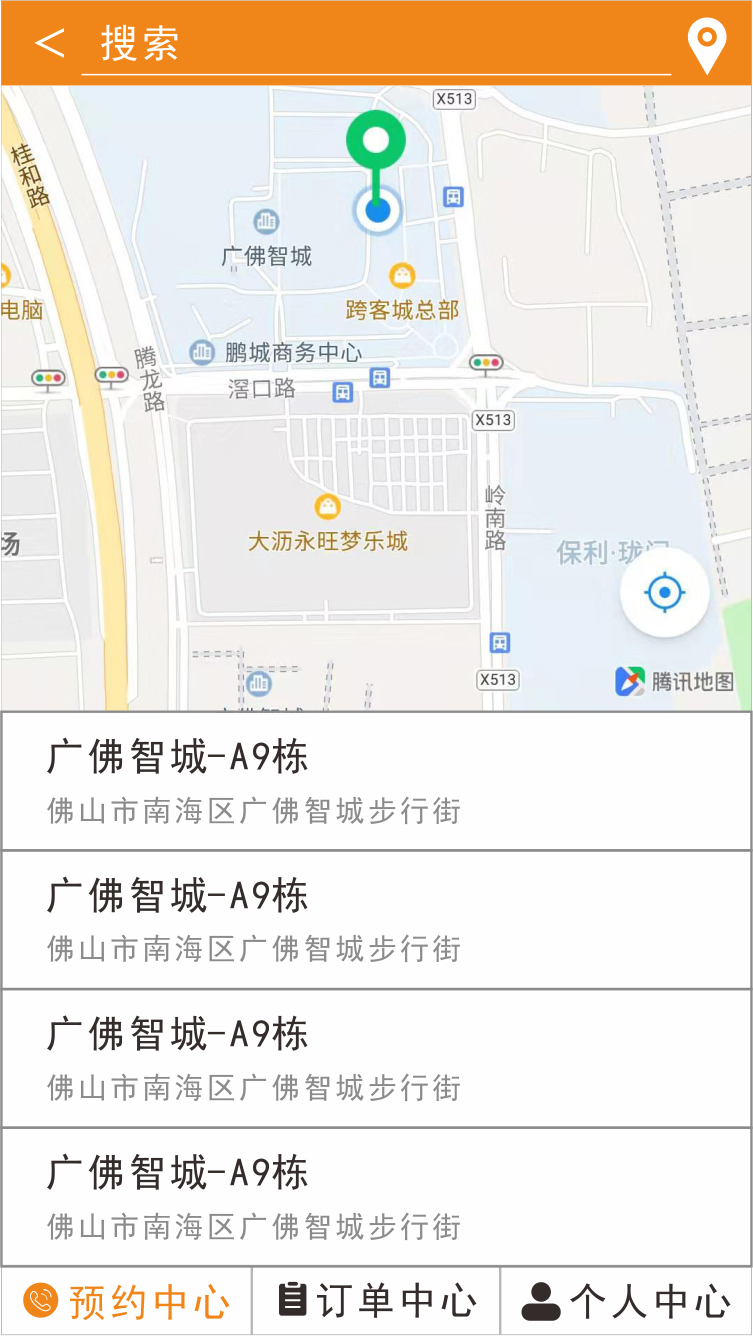 < 搜索
X513
桂和路
广佛智城
电脑
跨客城总部
腾龙路
鹏城商务中心
滘口路
X513
岭南路
场
大沥永旺梦乐城
保利·珑门
X513
腾讯地图
广佛智城-A9栋
佛山市南海区广佛智城步行街
广佛智城-A9栋
佛山市南海区广佛智城步行街
广佛智城-A9栋
佛山市南海区广佛智城步行街
广佛智城-A9栋
佛山市南海区广佛智城步行街
预约中心
订单中心
个人中心